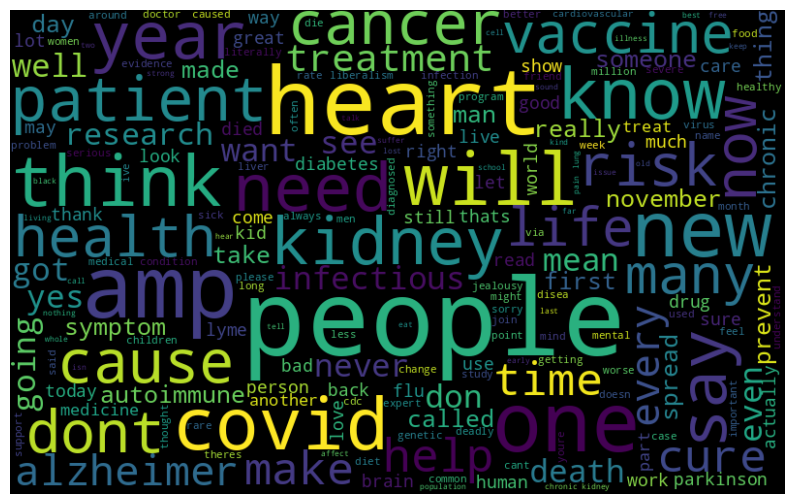 day
around
doctor
caused
way
lot
women
two
year
great
evidence
strong
cancer
treatment
vaccine
better
cardiovascular
best
free
die
cell
illness
keep
food
well
made
literally
rate
liberalism
infection
friend
show
million
severe
someone
care
thing
healthy
patient
heart
know
often
something
program
sound
talk
suffer
lost
man
good
kind
may
research
died
problem
serious
look
want
see
diabetes
live
right
really
treat
much
virus
week
name
risk
now
chronic
think
black
live
liver
need
will
diagnosed
let
world
school
issue
old
pain lung
november
month
thank
sick
come
always
men
still
thats
far
via
living
hear
health
kid
kidney
life
new
medical
condition
take
read
mean
many
got
call
please
amp
infectious
long
jealousy
might
disea
first
drug
used
sure
mind
feel
understand
yes
nothing
symptom
children
lyme
tell
people
sorry
join
last
mental
less
eat
point
use
getting
prevent
going
whole
cause
never
bad
change
early
study
time
worse
doesn
every
say
spread
important
said
ism
today
autoimmune
person
back
flu
cdc
don
one
even
actually
medicine
thought
another
love
expert
called
youre
support
dont
rare
covid
genetic
deadly
help
part
case
cure
theres
affect
diet
cant
alzheimer
make
brain
common
human
death
work
parkinson
population
chronic kidney